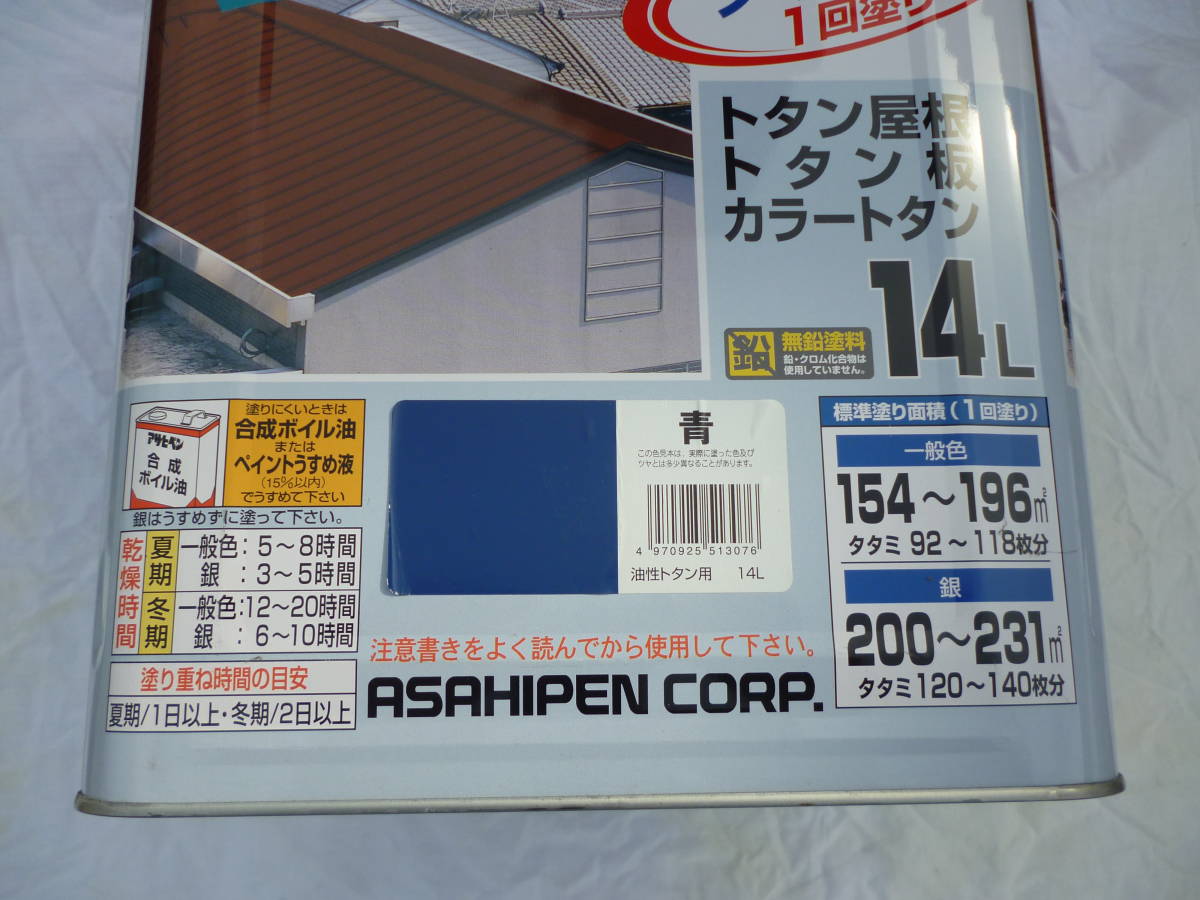 1回塗り
トタン屋根
トタン板
カラートタン
14L
鉛
無鉛塗料
鉛・クロム化合物は
使用していません。
アサヒペン
合成
ボイル油
塗りにくいときは
合成ボイル油
または
ペイントうすめ液
(15%以内)
でうすめて下さい
銀はうすめずに塗って下さい。
乾燥時間
夏期
一般色:5〜8時間
銀:3〜5時間
冬期
一般色:12〜20時間
銀:6〜10時間
塗り重ね時間の目安
夏期/1日以上・冬期/2日以上
青
この色見本は、実際に塗った色及び
ツヤとは多少異なることがあります。
4 970925 513076
油性トタン用 14L
標準塗り面積(1回塗り)
一般色
154〜196㎡
タタミ 92〜118枚分
銀
200〜231㎡
タタミ 120〜140枚分
注意書きをよく読んでから使用して下さい。
ASAHIPEN CORP.